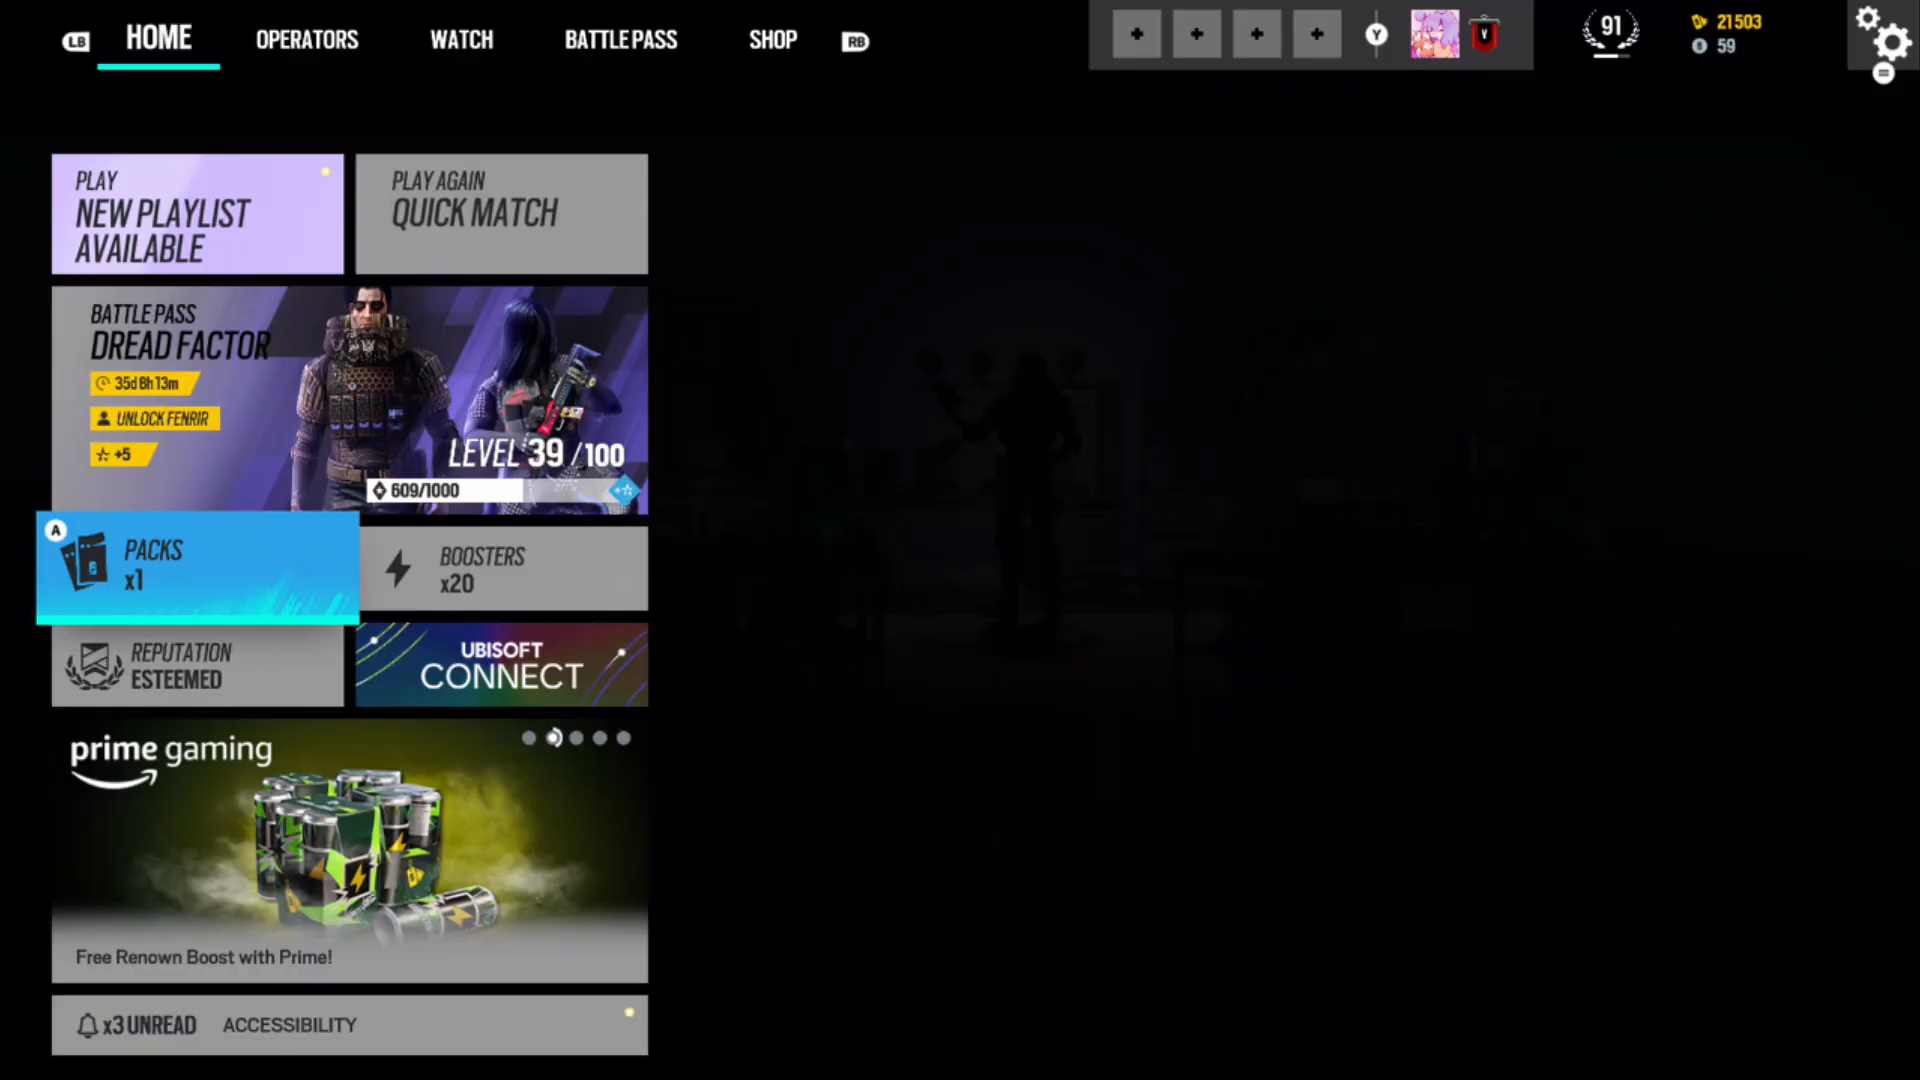 LB HOME OPERATORS WATCH BATTLE PASS SHOP RB
Y V 91 21503
59
PLAY
NEW PLAYLIST
AVAILABLE
PLAY AGAIN
QUICK MATCH
BATTLE PASS
DREAD FACTOR
35d 8h 13m
UNLOCK FENRIR
+5
LEVEL 39 /100
609/1000
A
PACKS
x1
BOOSTERS
x20
REPUTATION
ESTEEMED
UBISOFT
CONNECT
prime gaming
Free Renown Boost with Prime!
x3 UNREAD ACCESSIBILITY